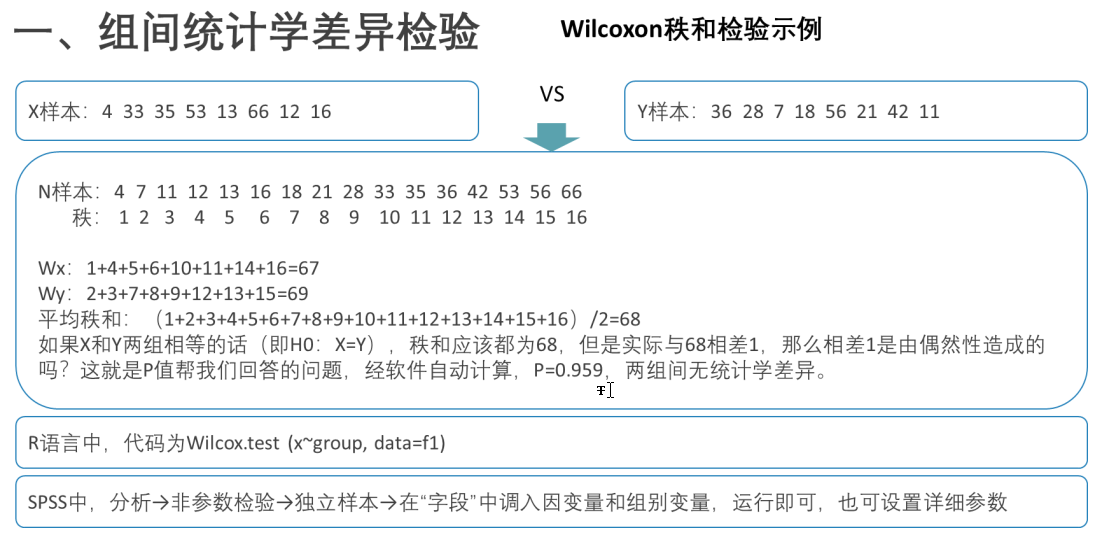 一、组间统计学差异检验
Wilcoxon秩和检验示例
X样本：4 33 35 53 13 66 12 16
VS
Y样本：36 28 7 18 56 21 42 11
N样本：4 7 11 12 13 16 18 21 28 33 35 36 42 53 56 66
秩： 1 2 3 4 5 6 7 8 9 10 11 12 13 14 15 16
Wx：1+4+5+6+10+11+14+16=67
Wy：2+3+7+8+9+12+13+15=69
平均秩和：（1+2+3+4+5+6+7+8+9+10+11+12+13+14+15+16）/2=68
如果X和Y两组相等的话（即H0：X=Y），秩和应该都为68，但是实际与68相差1，那么相差1是由偶然性造成的
吗？这就是P值帮我们回答的问题，经软件自动计算，P=0.959，两组间无统计学差异。
R语言中，代码为Wilcox.test (x~group, data=f1)
SPSS中，分析→非参数检验→独立样本→在“字段”中调入因变量和组别变量，运行即可，也可设置详细参数